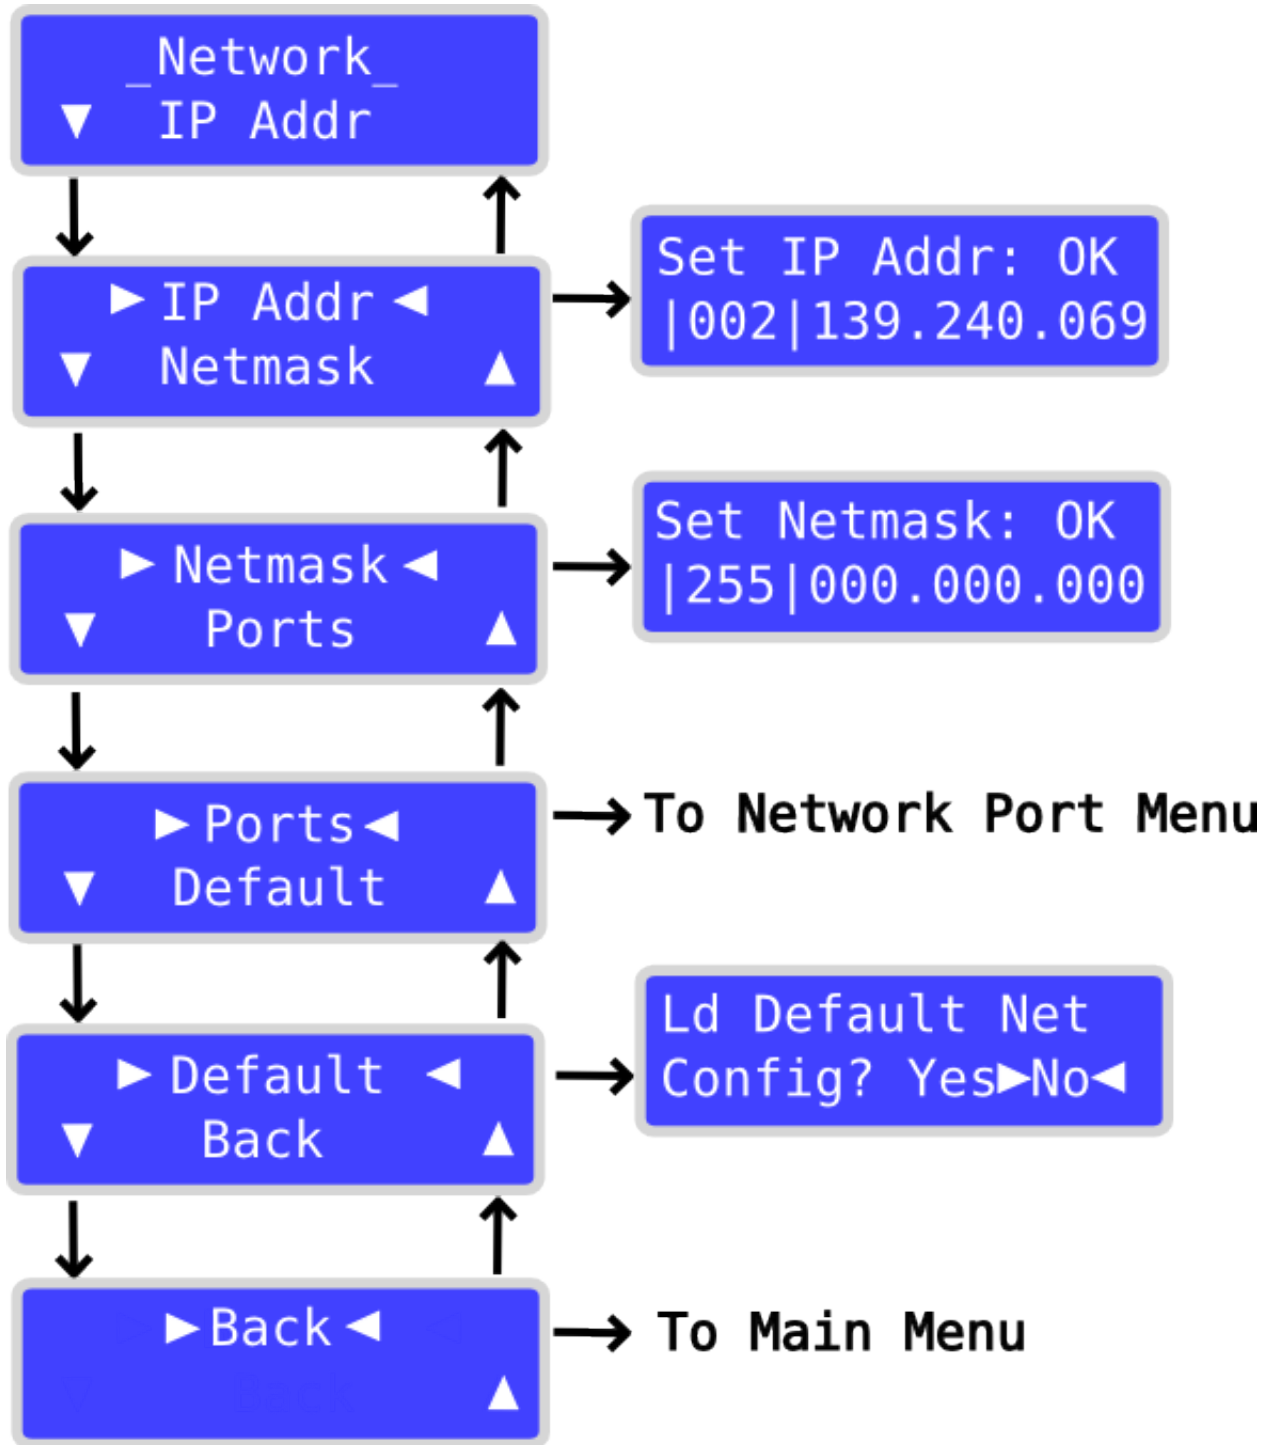 _Network_
▼ IP Addr
►IP Addr◄
▼ Netmask ▲
Set IP Addr: OK
|002|139.240.069
►Netmask◄
▼ Ports ▲
Set Netmask: OK
|255|000.000.000
►Ports◄
▼ Default ▲
To Network Port Menu
►Default ◄
▼ Back ▲
Ld Default Net
Config? Yes►No◄
►Back◄
▲
To Main Menu